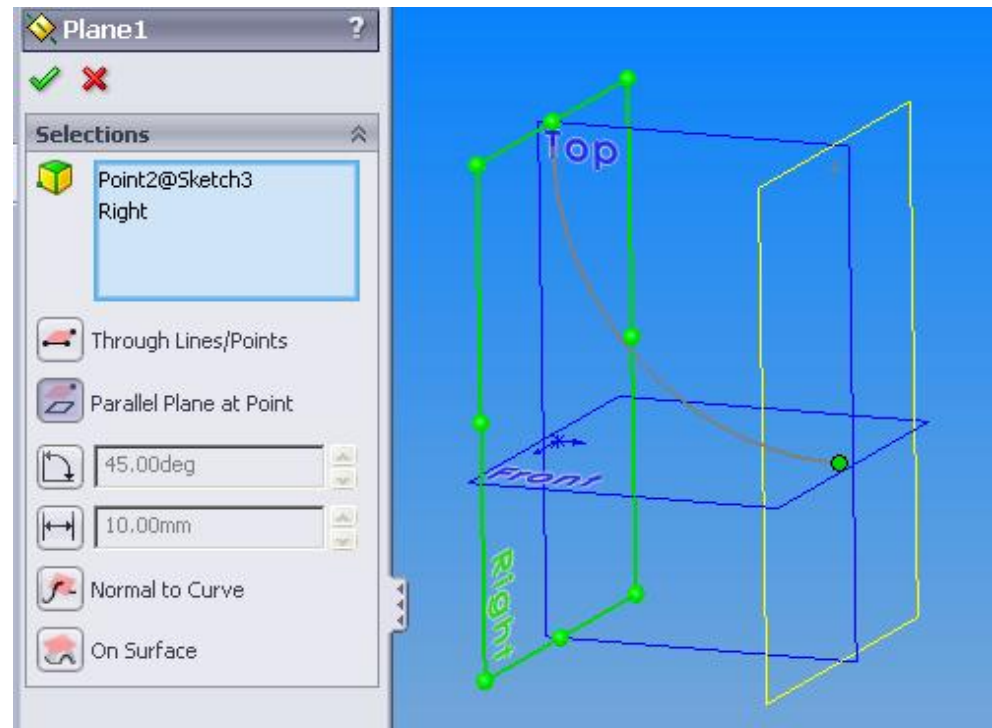 Plane1 ?
Selections
Point2@Sketch3
Right
Through Lines/Points
Parallel Plane at Point
45.00deg
10.00mm
Normal to Curve
On Surface
Top
Front
Right